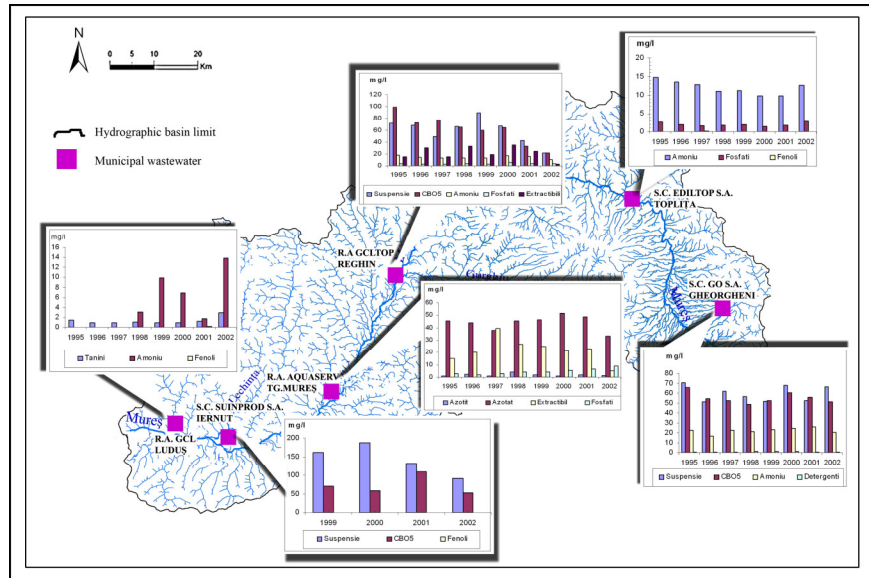 N
0 5 10 20
Km
Hydrographic basin limit
Municipal wastewater
mg/l
120
100
80
60
40
20
0
1995 1996 1997 1998 1999 2000 2001 2002
Suspensie CBO5 Amoniu Fosfati Extractibili
mg/l
20
15
10
5
0
1995 1996 1997 1998 1999 2000 2001 2002
Amoniu Fosfati Fenoli
S.C. EDILTOP S.A.
TOPLIȚA
R.A GCLTOP
REGHIN
mg/l
16
14
12
10
8
6
4
2
0
1995 1996 1997 1998 1999 2000 2001 2002
Tanini Amoniu Fenoli
S.C. GO S.A.
GHEORGHENI
Mureș
mg/l
60
50
40
30
20
10
0
1995 1996 1997 1998 1999 2000 2001 2002
Azotit Azotat Extractibil Fosfati
R.A. AQUASERV
TG.MUREȘ
Lechința
S.C. SUINPROD S.A.
IERNUT
Mureș
R.A. GCL
LUDUȘ
mg/l
200
150
100
50
0
1999 2000 2001 2002
Suspensie CBO5 Fenoli
mg/l
80
70
60
50
40
30
20
10
0
1995 1996 1997 1998 1999 2000 2001 2002
Suspensie CBO5 Amoniu Detergenti